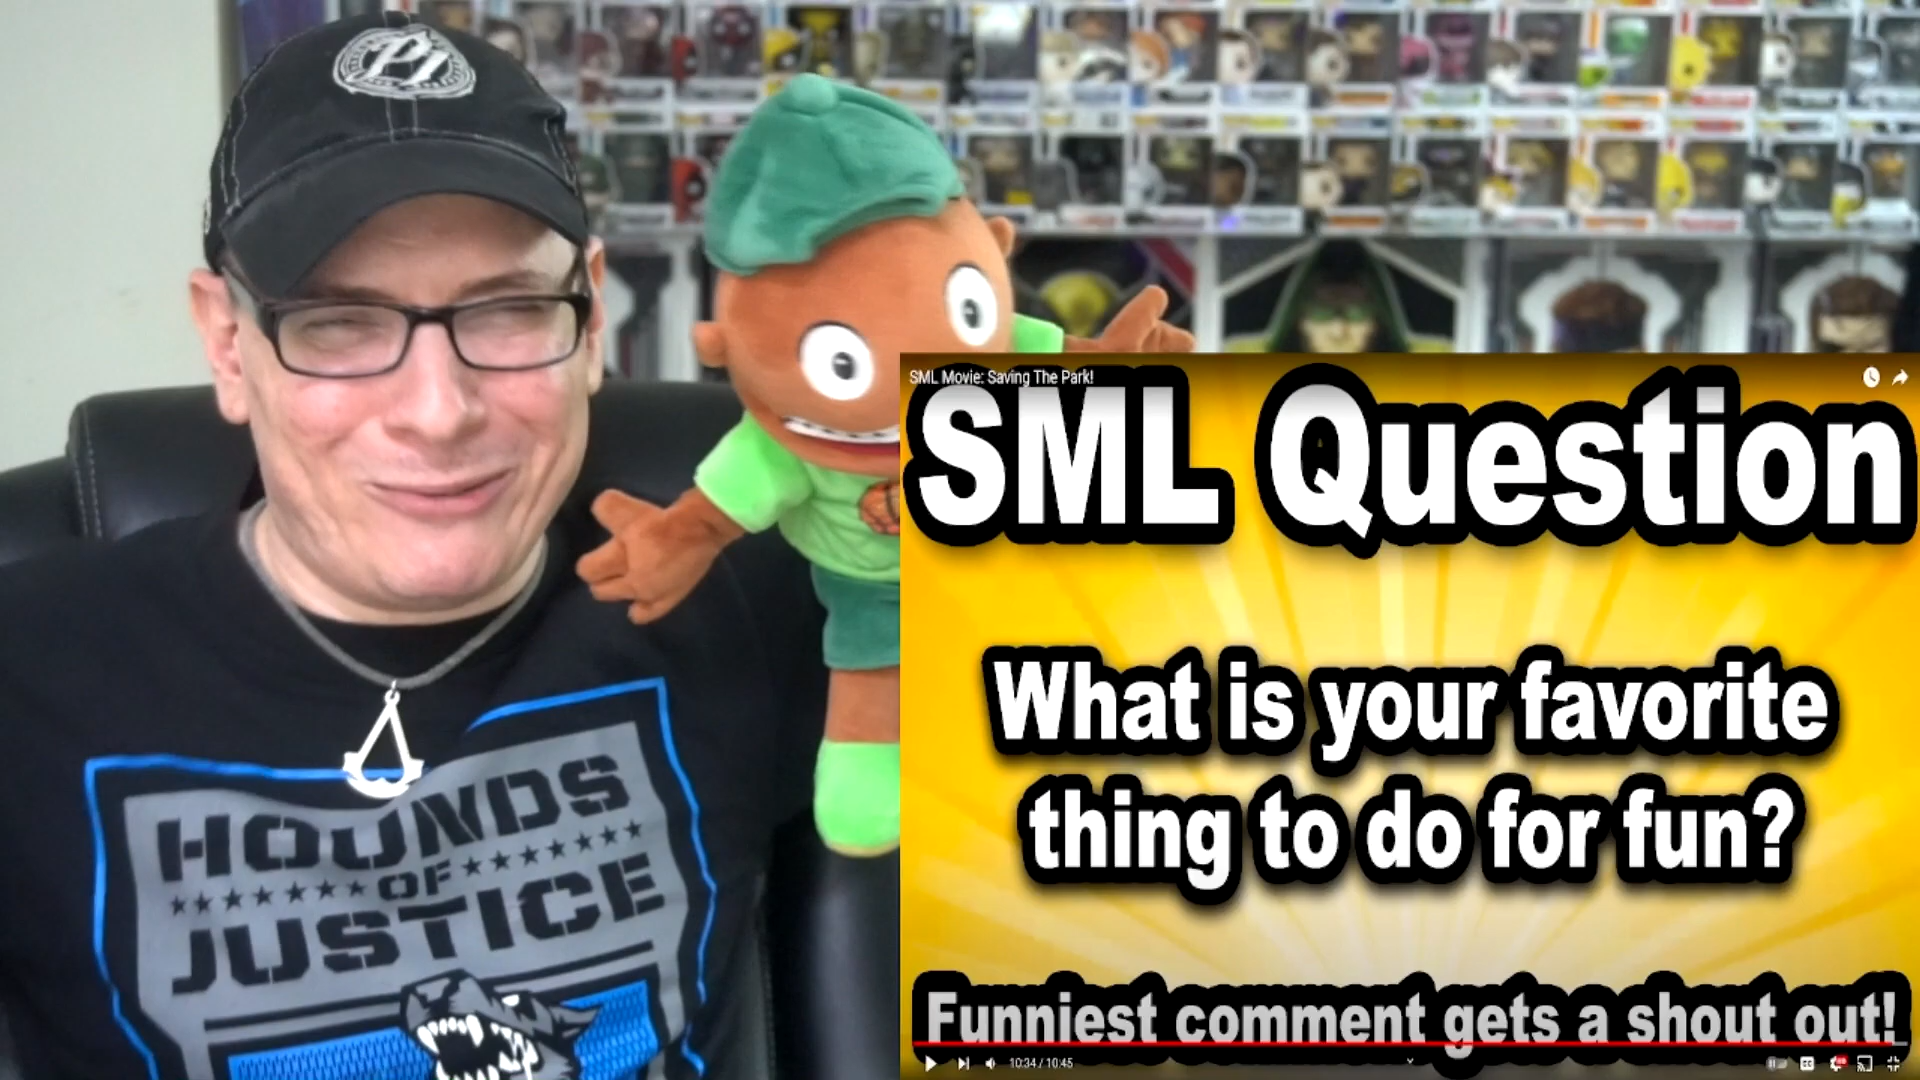 PI
HOUNDS
OF
JUSTICE
SML Movie: Saving The Park!
SML Question
What is your favorite
thing to do for fun?
Funniest comment gets a shout out!
10:34 / 10:45